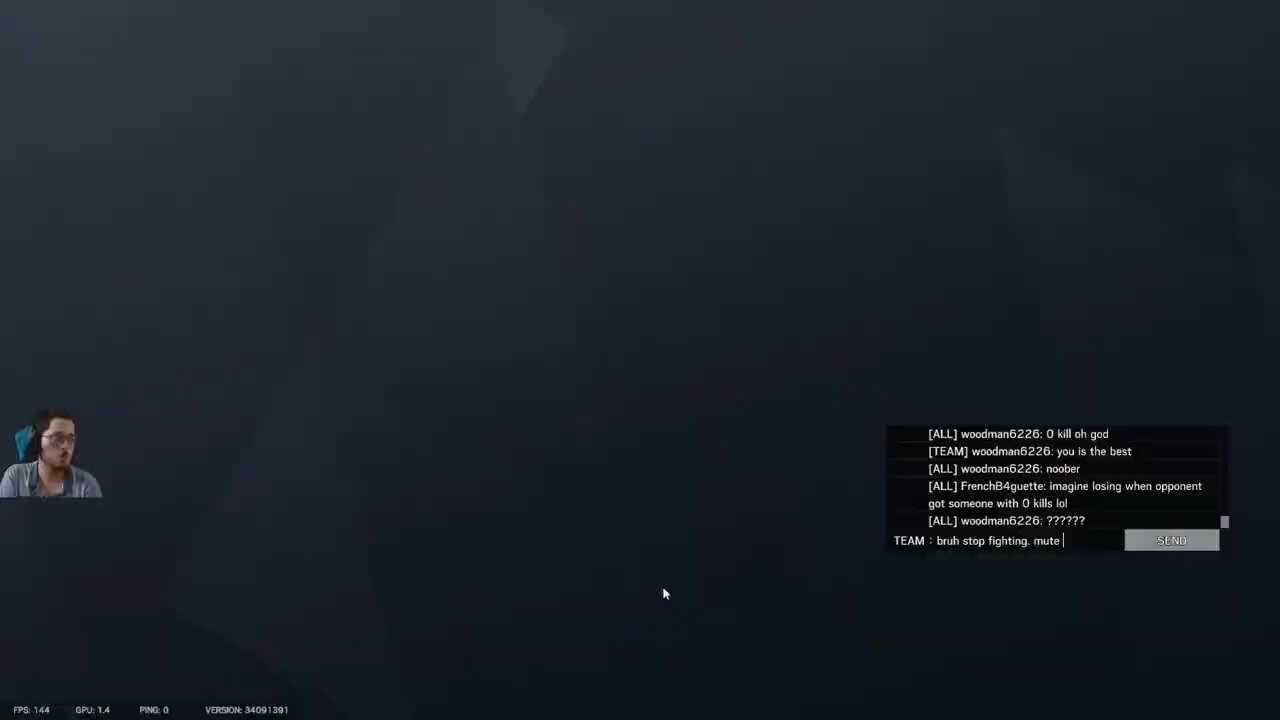 [ALL] woodman6226: 0 kill oh god
[TEAM] woodman6226: you is the best
[ALL] woodman6226: noober
[ALL] FrenchB4guette: imagine losing when opponent
got someone with 0 kills lol
[ALL] woodman6226: ??????
TEAM : bruh stop fighting. mute
SEND
FPS: 144 GPU: 1.4 PING: 0 VERSION: 34091391